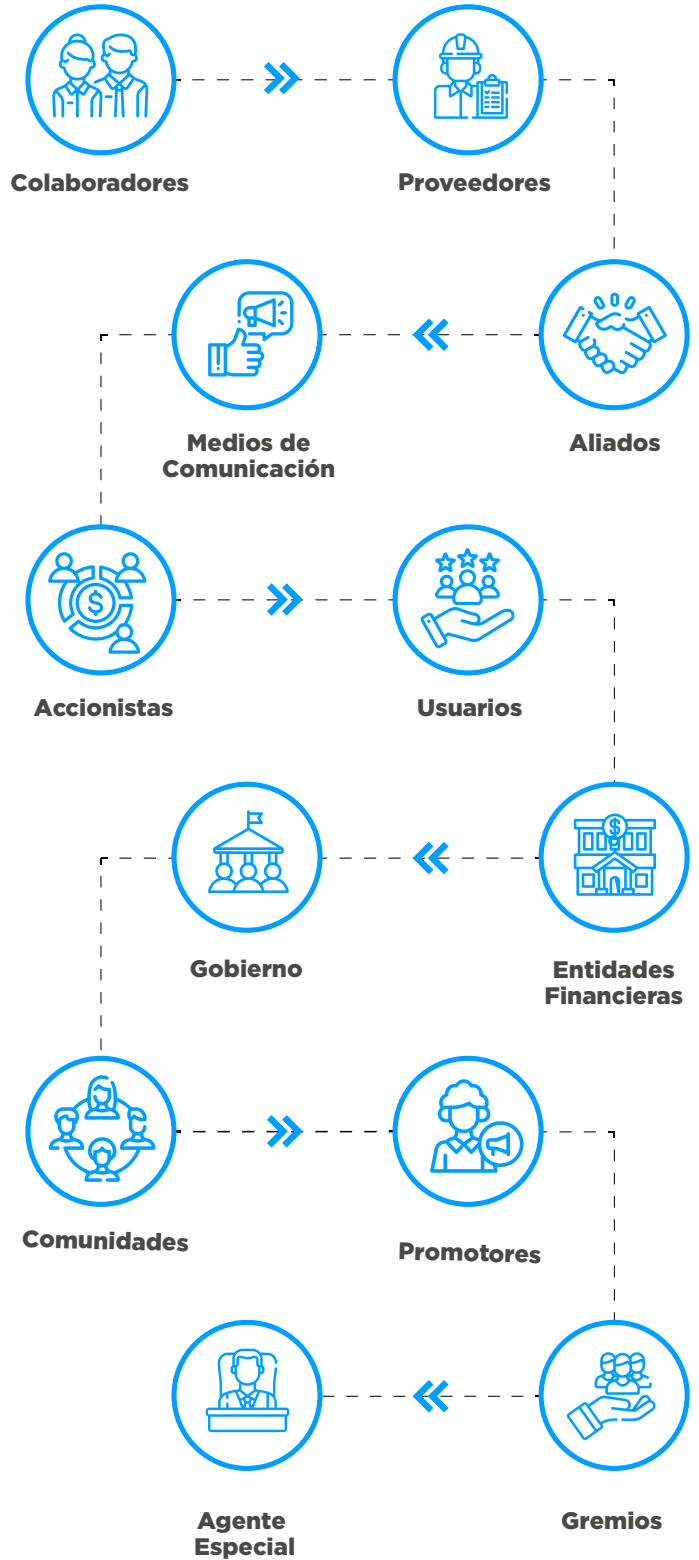 Colaboradores
Proveedores
Aliados
Medios de
Comunicación
Accionistas
Usuarios
Entidades
Financieras
Gobierno
Comunidades
Promotores
Gremios
Agente
Especial